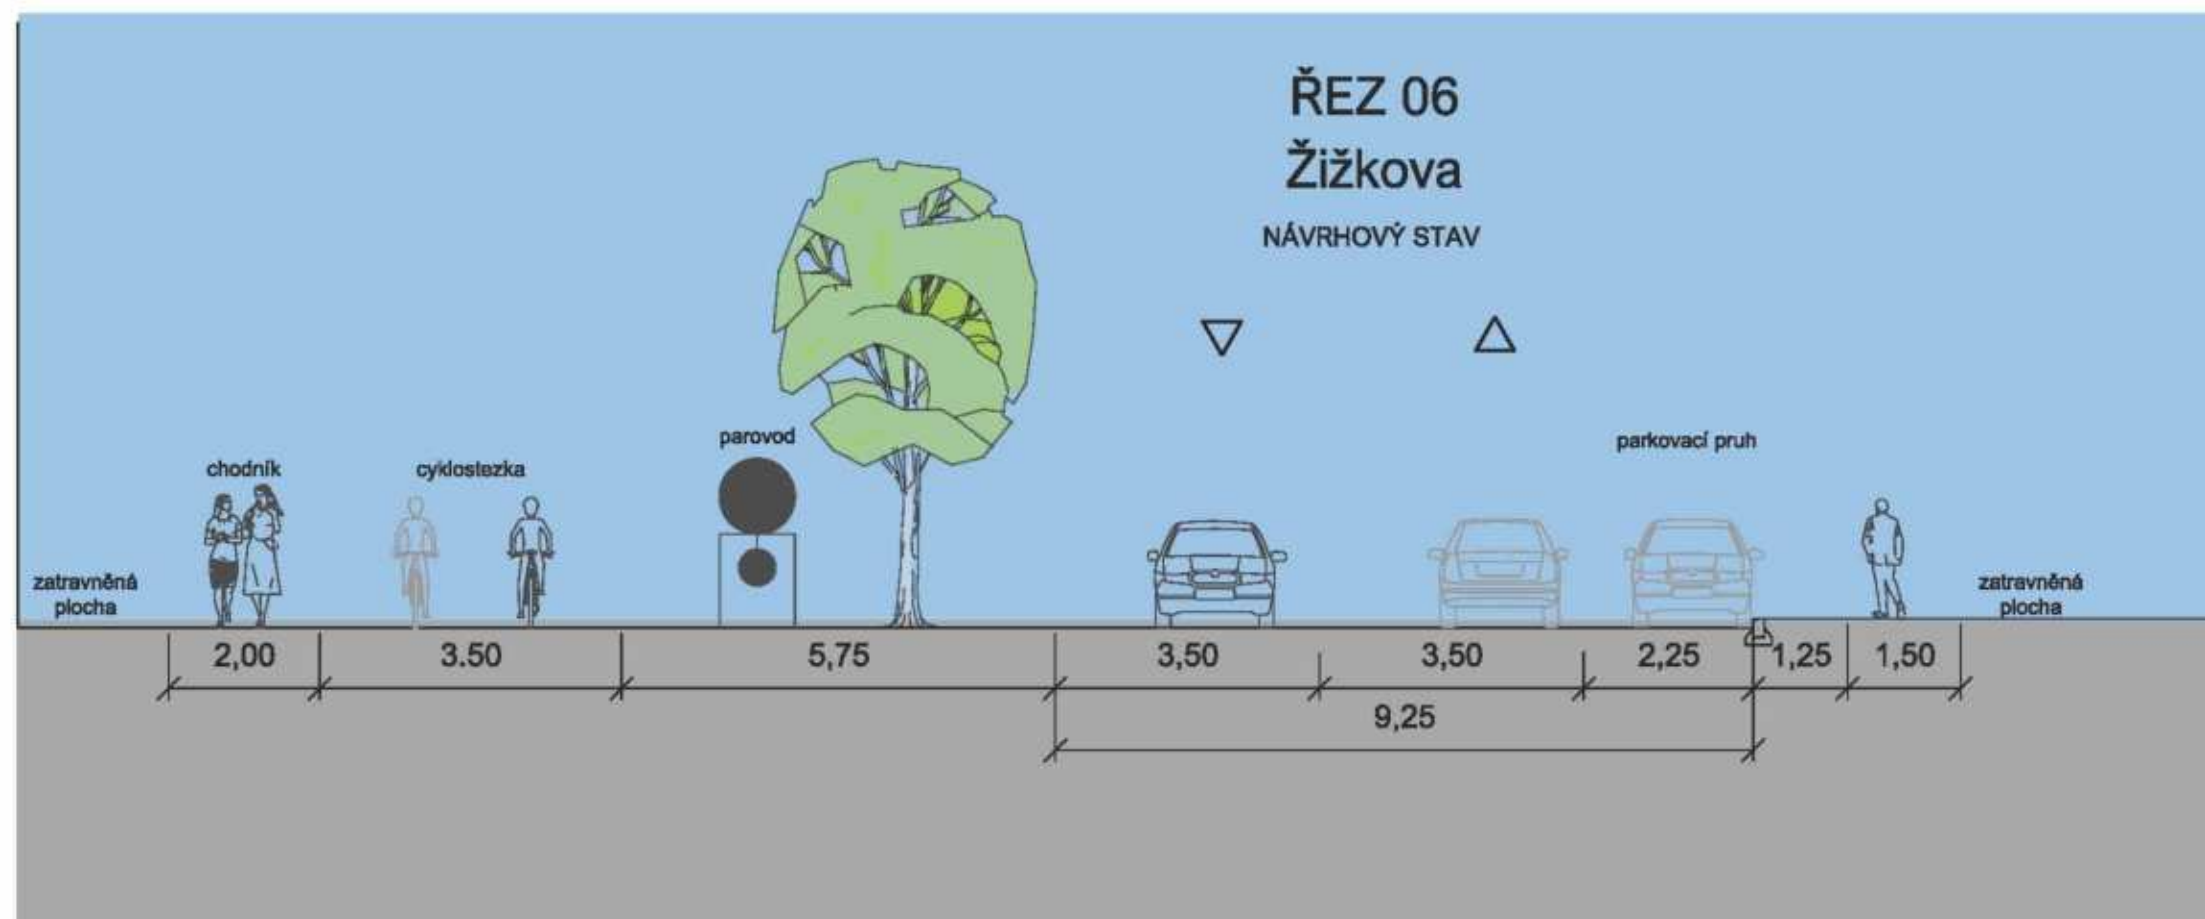 ŘEZ 06
Žižkova
NÁVRHOVÝ STAV
parovod
parkovací pruh
chodník
cyklostezka
zatravněná
plocha
zatravněná
plocha
2,00
3.50
5,75
3,50
3,50
2,25
1,25
1,50
9,25